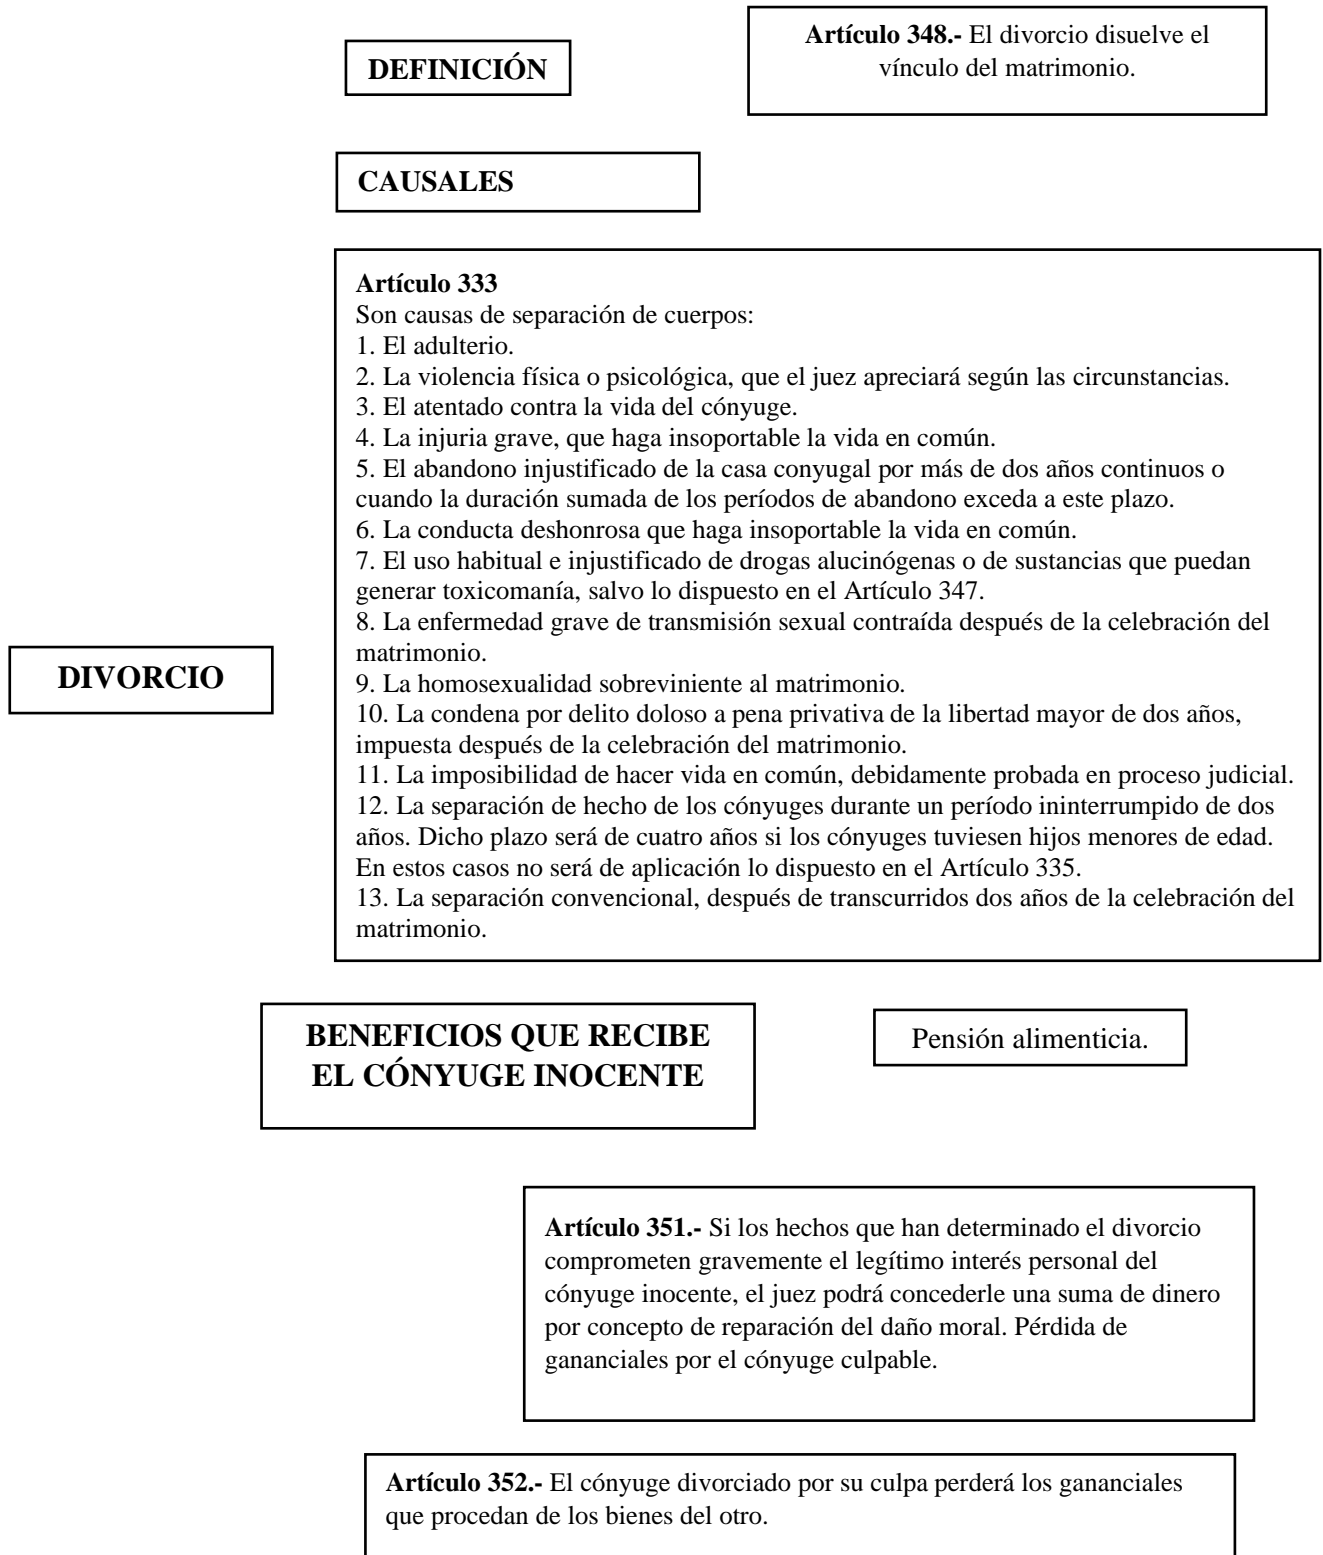 DEFINICIÓN
Artículo 348.- El divorcio disuelve el
vínculo del matrimonio.
CAUSALES
Artículo 333
Son causas de separación de cuerpos:
1. El adulterio.
2. La violencia física o psicológica, que el juez apreciará según las circunstancias.
3. El atentado contra la vida del cónyuge.
4. La injuria grave, que haga insoportable la vida en común.
5. El abandono injustificado de la casa conyugal por más de dos años continuos o
cuando la duración sumada de los períodos de abandono exceda a este plazo.
6. La conducta deshonrosa que haga insoportable la vida en común.
7. El uso habitual e injustificado de drogas alucinógenas o de sustancias que puedan
generar toxicomanía, salvo lo dispuesto en el Artículo 347.
8. La enfermedad grave de transmisión sexual contraída después de la celebración del
matrimonio.
9. La homosexualidad sobreviniente al matrimonio.
10. La condena por delito doloso a pena privativa de la libertad mayor de dos años,
impuesta después de la celebración del matrimonio.
11. La imposibilidad de hacer vida en común, debidamente probada en proceso judicial.
12. La separación de hecho de los cónyuges durante un período ininterrumpido de dos
años. Dicho plazo será de cuatro años si los cónyuges tuviesen hijos menores de edad.
En estos casos no será de aplicación lo dispuesto en el Artículo 335.
13. La separación convencional, después de transcurridos dos años de la celebración del
matrimonio.
DIVORCIO
BENEFICIOS QUE RECIBE
EL CÓNYUGE INOCENTE
Pensión alimenticia.
Artículo 351.- Si los hechos que han determinado el divorcio
comprometen gravemente el legítimo interés personal del
cónyuge inocente, el juez podrá concederle una suma de dinero
por concepto de reparación del daño moral. Pérdida de
gananciales por el cónyuge culpable.
Artículo 352.- El cónyuge divorciado por su culpa perderá los gananciales
que procedan de los bienes del otro.